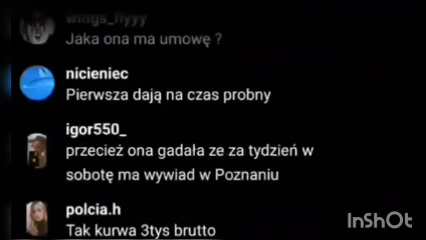 wings_flyyy
Jaka ona ma umowę ?
nicieniec
Pierwsza dają na czas probny
igor550_
przecież ona gadała ze za tydzień w
sobotę ma wywiad w Poznaniu
polcia.h
Tak kurwa 3tys brutto
InShOt